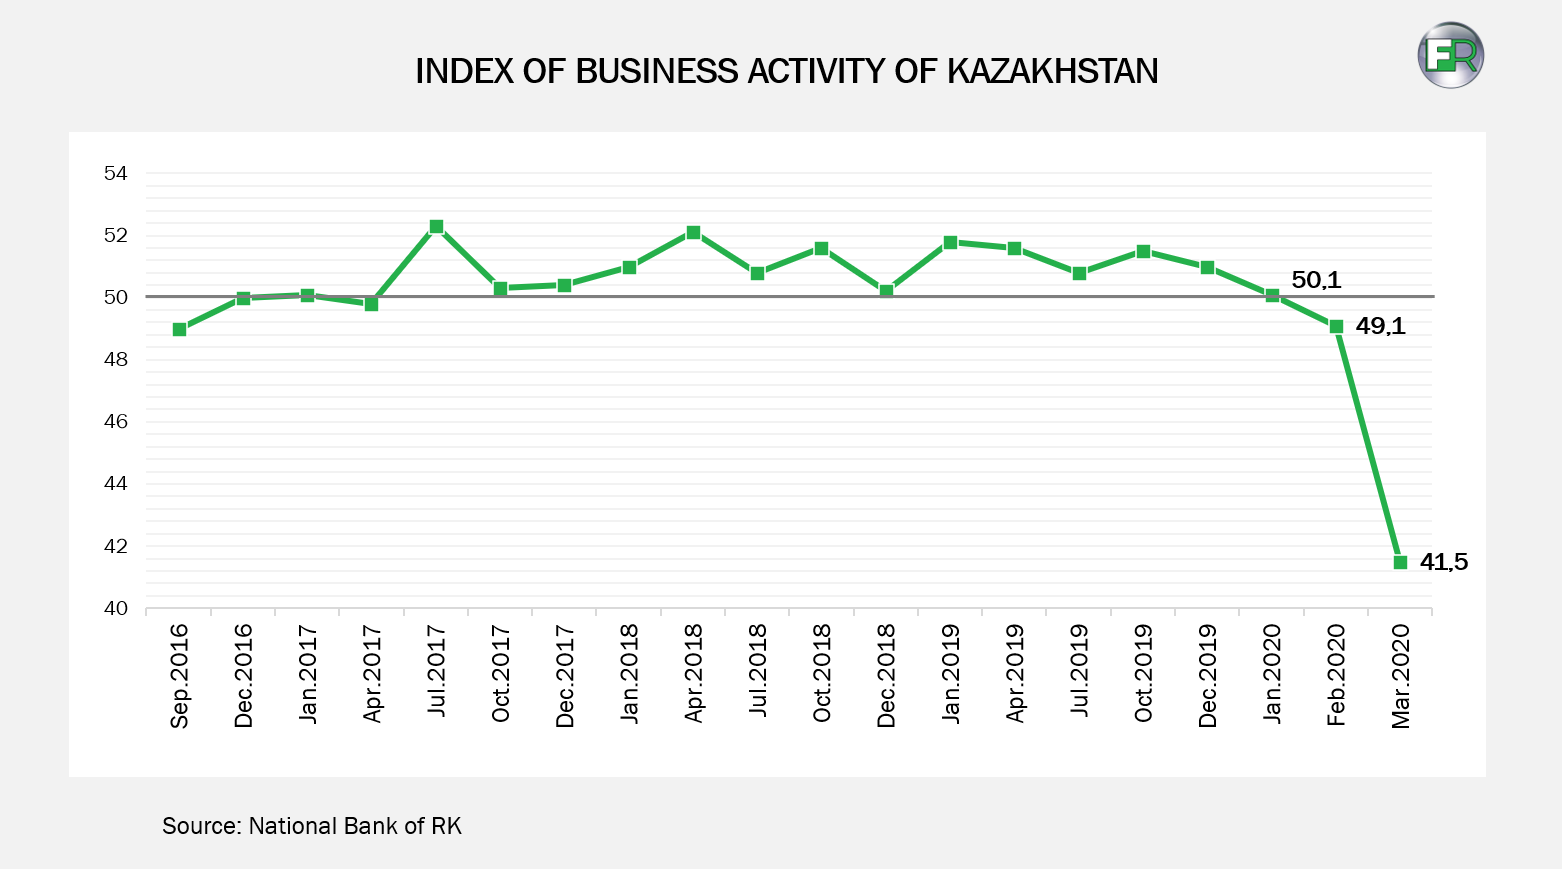 INDEX OF BUSINESS ACTIVITY OF KAZAKHSTAN
FR
54
52
50
48
46
44
42
40
50,1
49,1
41,5
Sep.2016
Dec.2016
Jan.2017
Apr.2017
Jul.2017
Oct.2017
Dec.2017
Jan.2018
Apr.2018
Jul.2018
Oct.2018
Dec.2018
Jan.2019
Apr.2019
Jul.2019
Oct.2019
Dec.2019
Jan.2020
Feb.2020
Mar.2020
Source: National Bank of RK